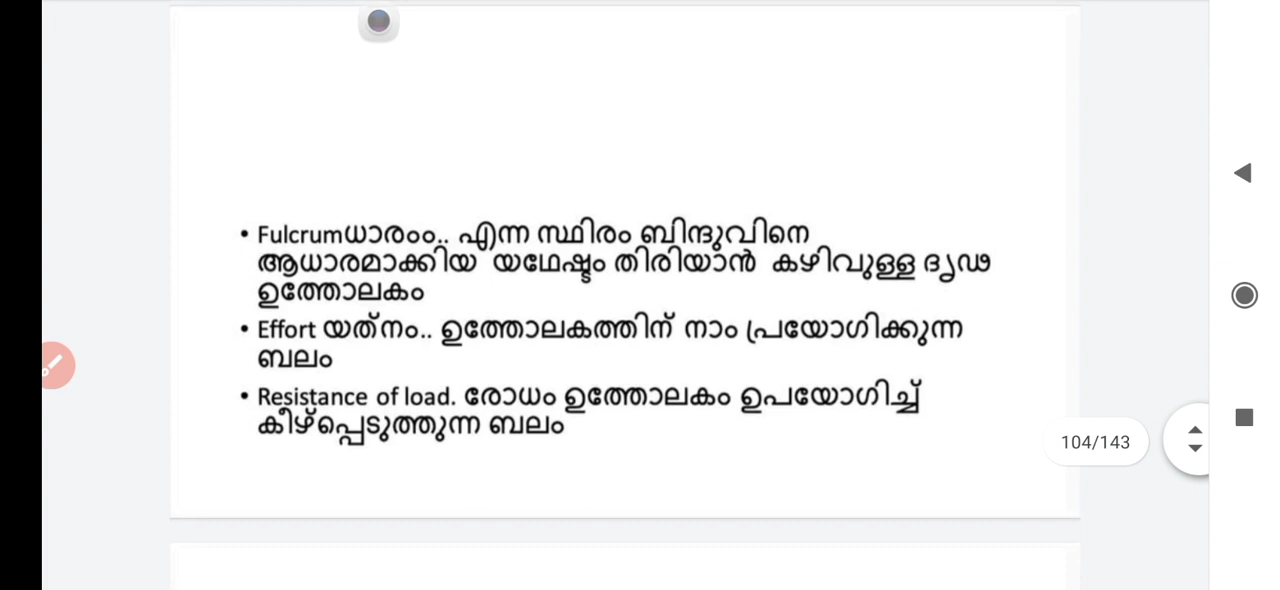 • Fulcrumധാരംം.. എന്ന സ്ഥിരം ബിന്ദുവിനെ
ആധാരമാക്കിയ യഥേഷ്ടം തിരിയാൻ കഴിവുള്ള ദൃഢ
ഉത്തോലകം
• Effort യത്നം.. ഉത്തോലകത്തിന് നാം പ്രയോഗിക്കുന്ന
ബലം
• Resistance of load. രോധം ഉത്തോലകം ഉപയോഗിച്ച്
കീഴ്പ്പെടുത്തുന്ന ബലം
104/143